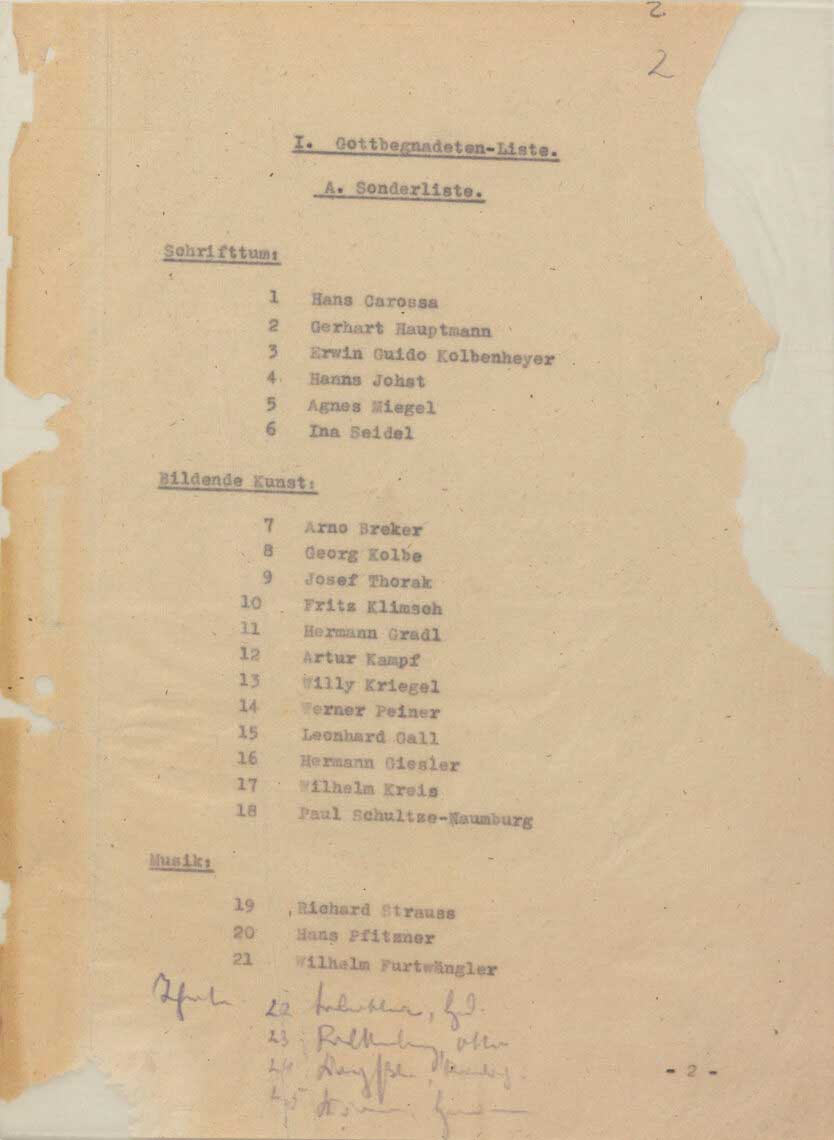 2
2
I. Gottbegnadeten-Liste.
A. Sonderliste.
Schrifttum:
1 Hans Carossa
2 Gerhart Hauptmann
3 Erwin Guido Kolbenheyer
4 Hanns Johst
5 Agnes Miegel
6 Ina Seidel
Bildende Kunst:
7 Arno Breker
8 Georg Kolbe
9 Josef Thorak
10 Fritz Klimsch
11 Hermann Gradl
12 Artur Kampf
13 Willy Kriegel
14 Werner Peiner
15 Leonhard Gall
16 Hermann Giesler
17 Wilhelm Kreis
18 Paul Schultze-Naumburg
Musik:
19 Richard Strauss
20 Hans Pfitzner
21 Wilhelm Furtwängler
22
23 Otto
24
25
- 2 -